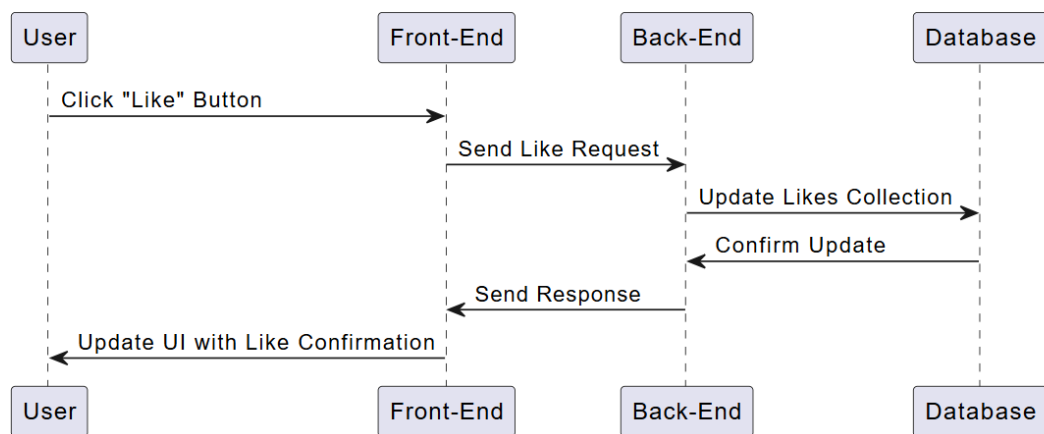 User Front-End Back-End Database
Click "Like" Button
Send Like Request
Update Likes Collection
Confirm Update
Send Response
Update UI with Like Confirmation
User Front-End Back-End Database